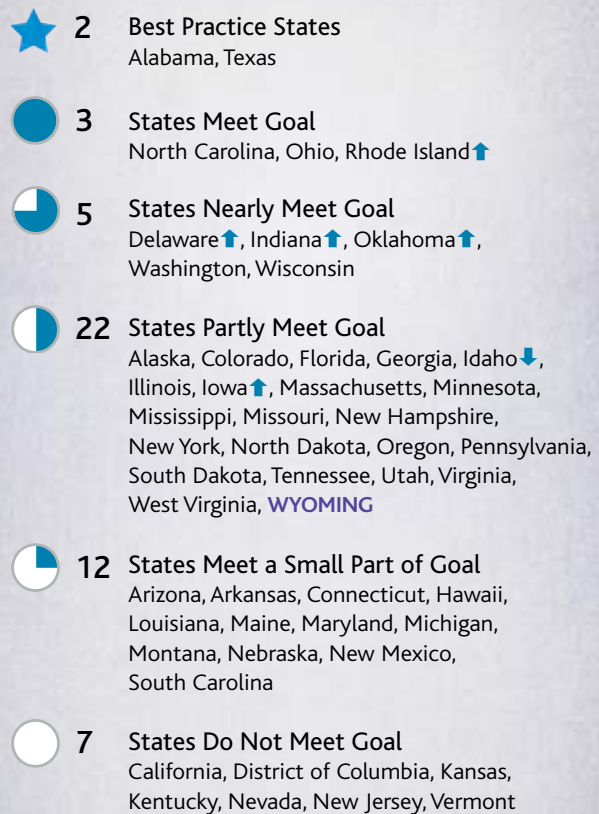 2 Best Practice States
Alabama, Texas
3 States Meet Goal
North Carolina, Ohio, Rhode Island⬆
5 States Nearly Meet Goal
Delaware⬆, Indiana⬆, Oklahoma⬆,
Washington, Wisconsin
22 States Partly Meet Goal
Alaska, Colorado, Florida, Georgia, Idaho⬇,
Illinois, Iowa⬆, Massachusetts, Minnesota,
Mississippi, Missouri, New Hampshire,
New York, North Dakota, Oregon, Pennsylvania,
South Dakota, Tennessee, Utah, Virginia,
West Virginia, WYOMING
12 States Meet a Small Part of Goal
Arizona, Arkansas, Connecticut, Hawaii,
Louisiana, Maine, Maryland, Michigan,
Montana, Nebraska, New Mexico,
South Carolina
7 States Do Not Meet Goal
California, District of Columbia, Kansas,
Kentucky, Nevada, New Jersey, Vermont